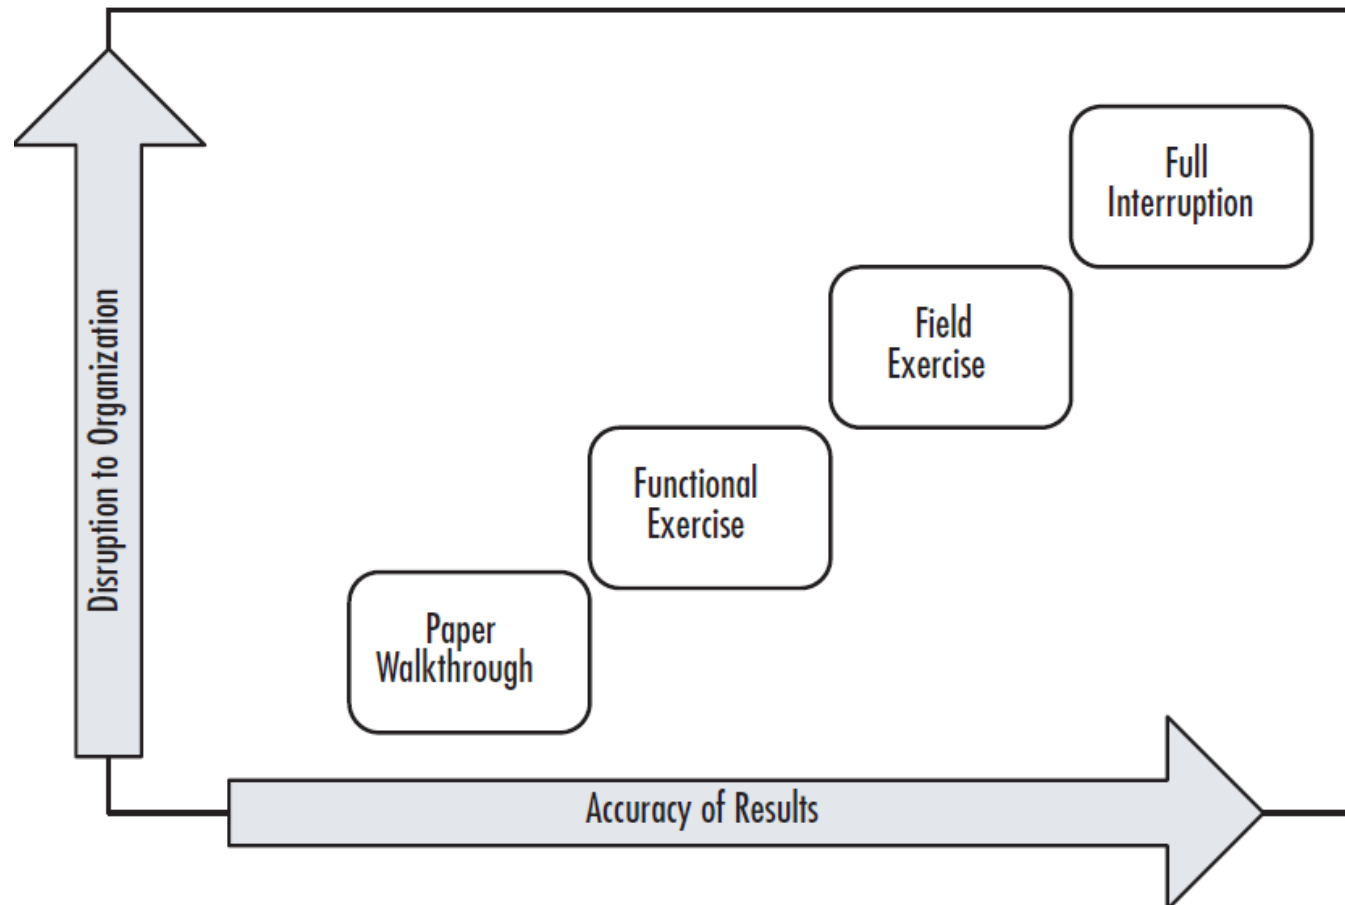 Full
Interruption
Field
Exercise
Functional
Exercise
Paper
Walkthrough
Disruption to Organization
Accuracy of Results